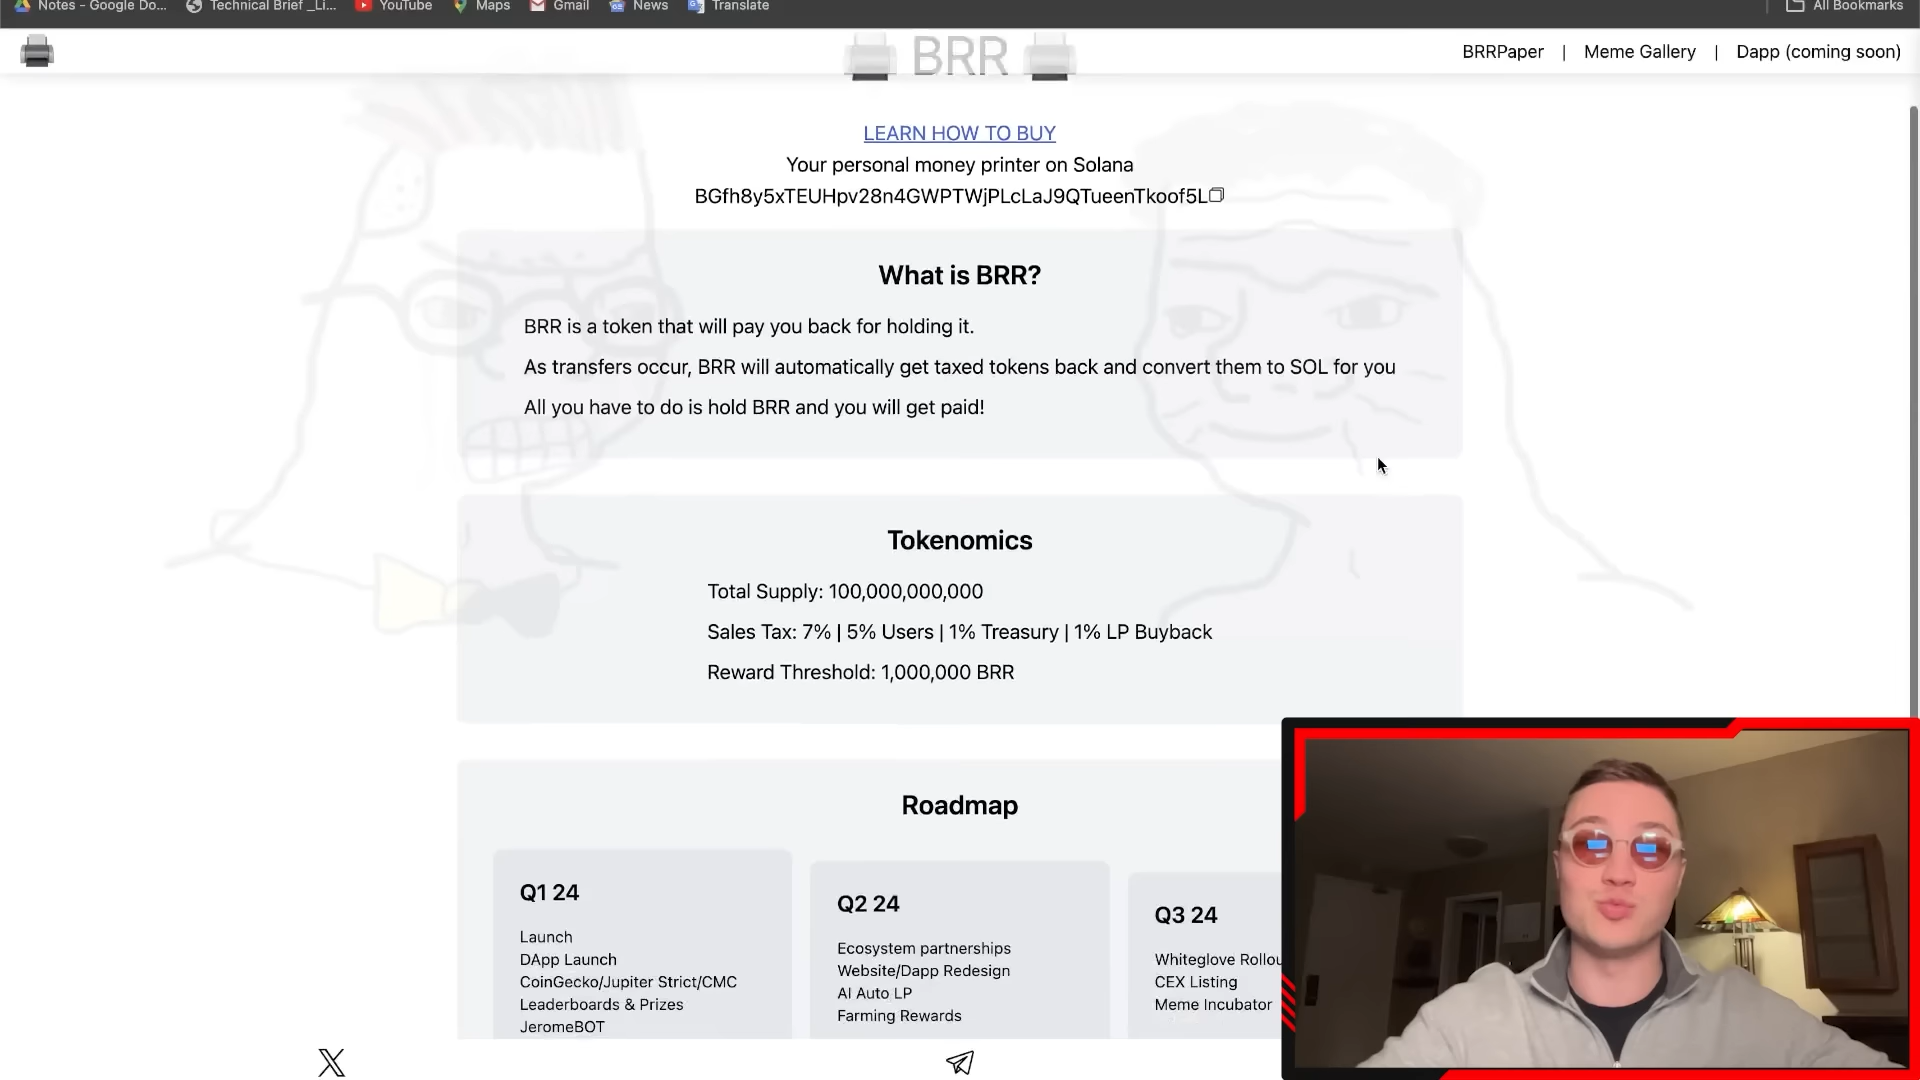 Notes - Google Do...
Technical Brief _Li...
YouTube
Maps
Gmail
News
Translate
All Bookmarks
BRR
BRRPaper | Meme Gallery | Dapp (coming soon)
LEARN HOW TO BUY
Your personal money printer on Solana
BGfh8y5xTEUHpv28n4GWPTWjPLcLaJ9QTueenTkoof5L
What is BRR?
BRR is a token that will pay you back for holding it.
As transfers occur, BRR will automatically get taxed tokens back and convert them to SOL for you
All you have to do is hold BRR and you will get paid!
Tokenomics
Total Supply: 100,000,000,000
Sales Tax: 7% | 5% Users | 1% Treasury | 1% LP Buyback
Reward Threshold: 1,000,000 BRR
Roadmap
Q1 24
Launch
DApp Launch
CoinGecko/Jupiter Strict/CMC
Leaderboards & Prizes
JeromeBOT
Q2 24
Ecosystem partnerships
Website/Dapp Redesign
AI Auto LP
Farming Rewards
Q3 24
Whiteglove Rollou
CEX Listing
Meme Incubator